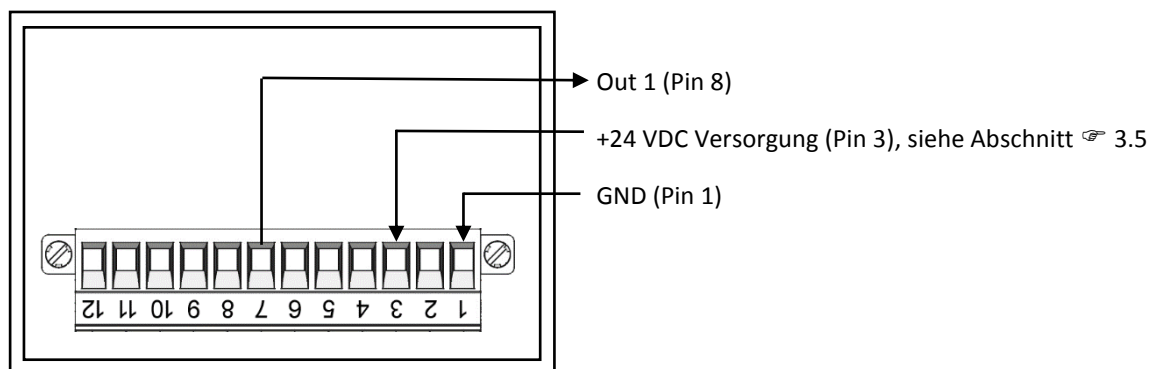 Out 1 (Pin 8)
+24 VDC Versorgung (Pin 3), siehe Abschnitt ☞ 3.5
GND (Pin 1)
12 11 10 9 8 7 6 5 4 3 2 1